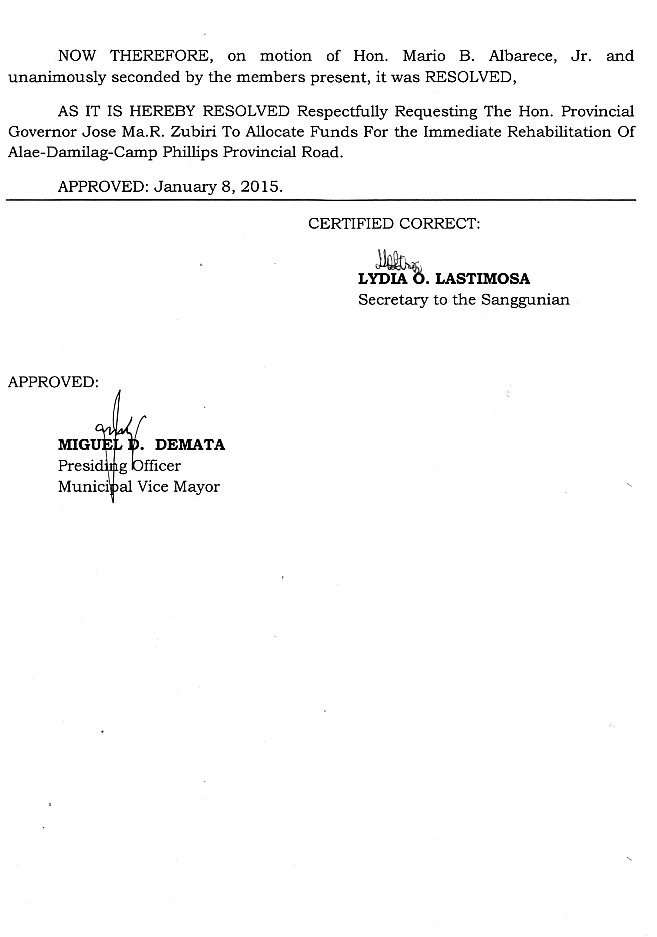 NOW THEREFORE, on motion of Hon. Mario B. Albarece, Jr. and
unanimously seconded by the members present, it was RESOLVED,
AS IT IS HEREBY RESOLVED Respectfully Requesting The Hon. Provincial
Governor Jose Ma.R. Zubiri To Allocate Funds For the Immediate Rehabilitation Of
Alae-Damilag-Camp Phillips Provincial Road.
APPROVED: January 8, 2015.
CERTIFIED CORRECT:
LYDIA O. LASTIMOSA
Secretary to the Sanggunian
APPROVED:
MIGUEL D. DEMATA
Presiding Officer
Municipal Vice Mayor